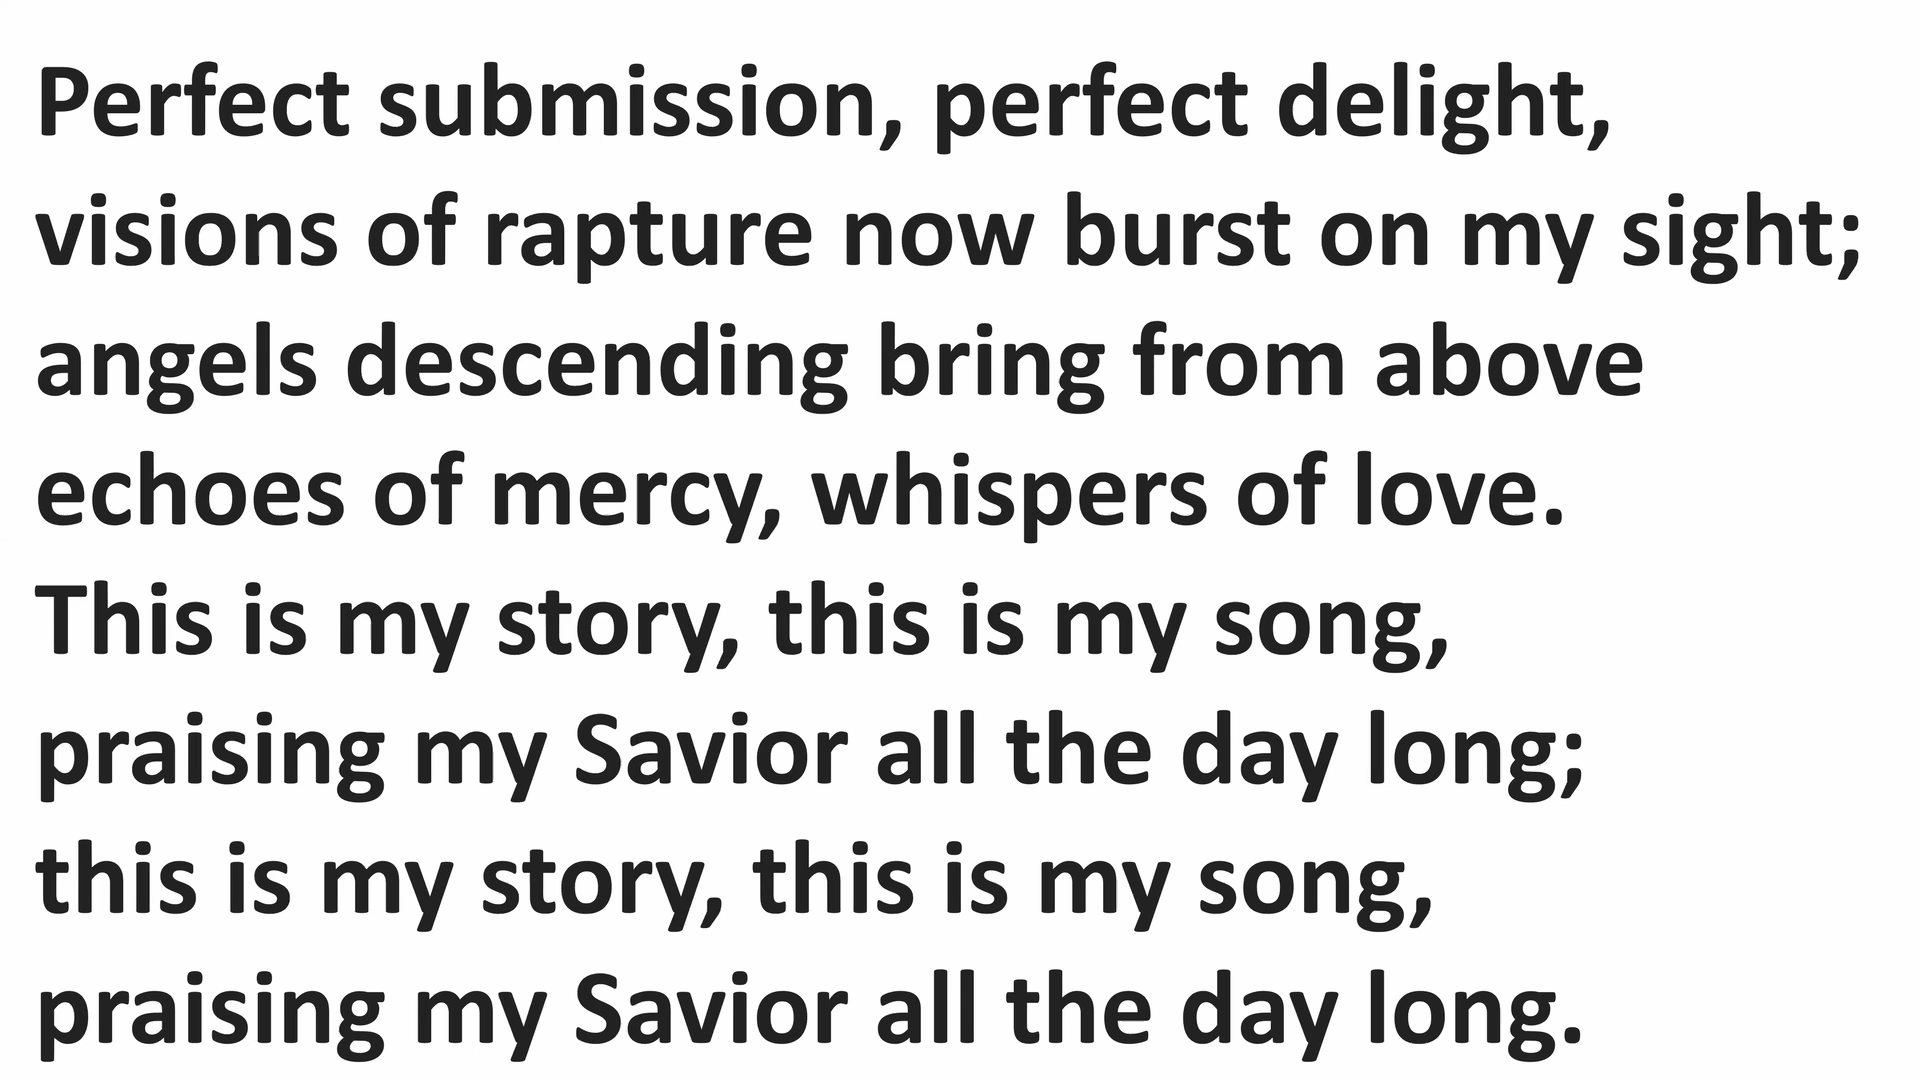 Perfect submission, perfect delight,
visions of rapture now burst on my sight;
angels descending bring from above
echoes of mercy, whispers of love.
This is my story, this is my song,
praising my Savior all the day long;
this is my story, this is my song,
praising my Savior all the day long.